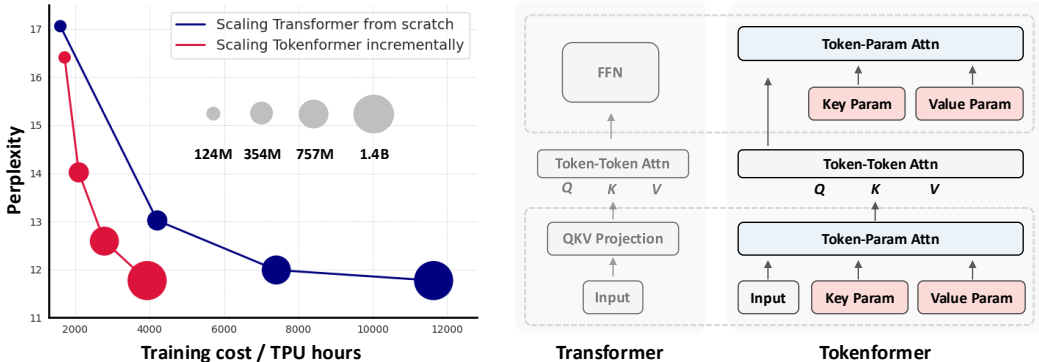 Scaling Transformer from scratch
Scaling Tokenformer incrementally
17
16
15
14
13
12
11
Perplexity
124M 354M 757M 1.4B
2000 4000 6000 8000 10000 12000
Training cost / TPU hours
FFN
Token-Token Attn
Q K V
QKV Projection
Input
Transformer
Token-Param Attn
Key Param Value Param
Token-Token Attn
Q K V
Token-Param Attn
Input Key Param Value Param
Tokenformer